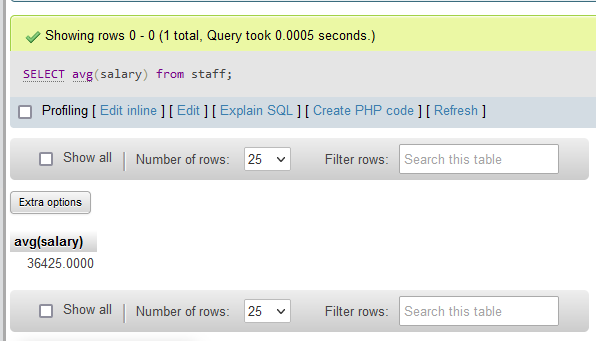 Showing rows 0 - 0 (1 total, Query took 0.0005 seconds.)
SELECT avg(salary) from staff;
Profiling [ Edit inline ] [ Edit ] [ Explain SQL ] [ Create PHP code ] [ Refresh ]
Show all Number of rows: 25 Filter rows: Search this table
Extra options
avg(salary)
36425.0000
Show all Number of rows: 25 Filter rows: Search this table